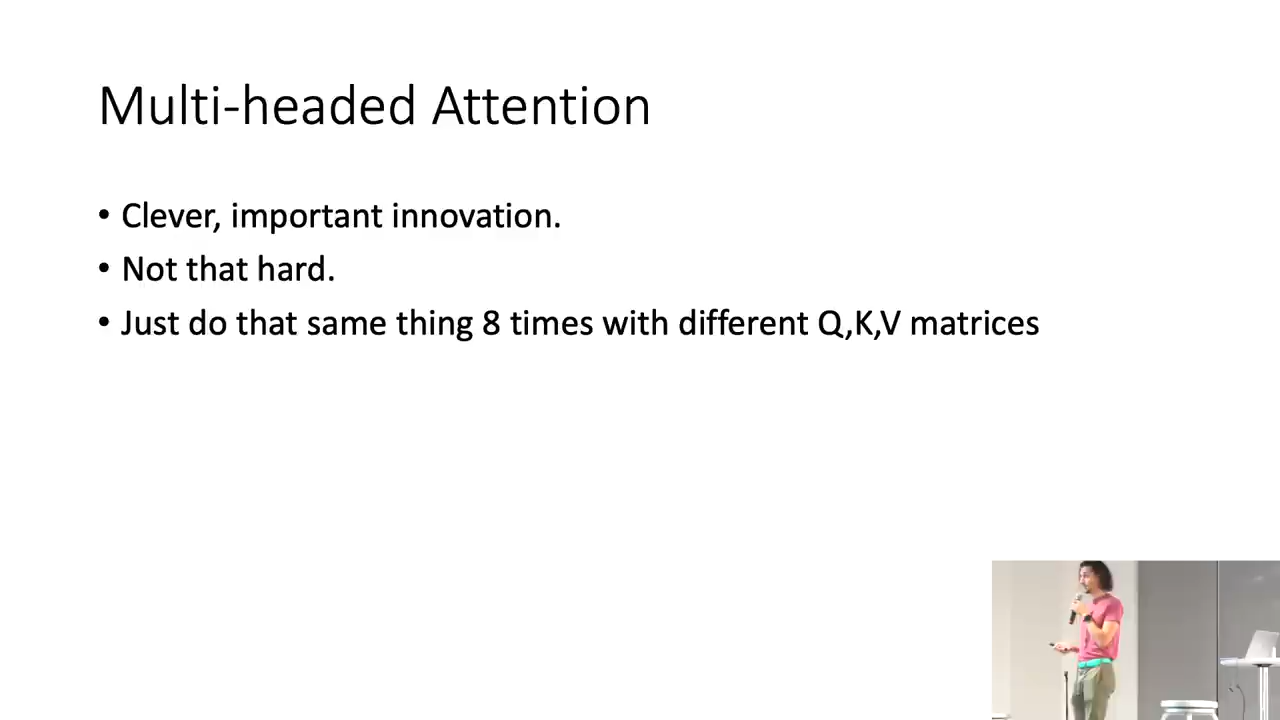 Multi-headed Attention
• Clever, important innovation.
• Not that hard.
• Just do that same thing 8 times with different Q,K,V matrices